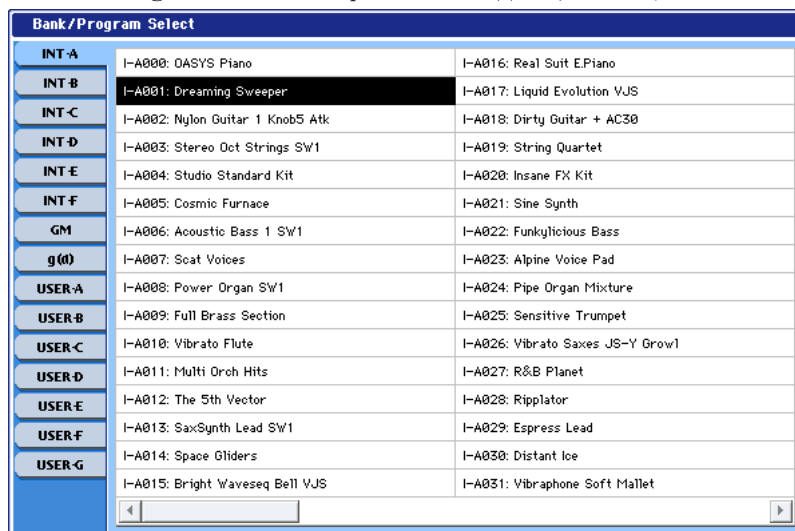 Bank/Program Select
INT-A
INT-B
INT-C
INT-D
INT-E
INT-F
GM
g(d)
USER-A
USER-B
USER-C
USER-D
USER-E
USER-F
USER-G
I-A000: OASYS Piano
I-A001: Dreaming Sweeper
I-A002: Nylon Guitar 1 Knob5 Atk
I-A003: Stereo Oct Strings SW1
I-A004: Studio Standard Kit
I-A005: Cosmic Furnace
I-A006: Acoustic Bass 1 SW1
I-A007: Scat Voices
I-A008: Power Organ SW1
I-A009: Full Brass Section
I-A010: Vibrato Flute
I-A011: Multi Orch Hits
I-A012: The 5th Vector
I-A013: SaxSynth Lead SW1
I-A014: Space Gliders
I-A015: Bright Waveseq Bell VJS
I-A016: Real Suit E.Piano
I-A017: Liquid Evolution VJS
I-A018: Dirty Guitar + AC30
I-A019: String Quartet
I-A020: Insane FX Kit
I-A021: Sine Synth
I-A022: Funkylicious Bass
I-A023: Alpine Voice Pad
I-A024: Pipe Organ Mixture
I-A025: Sensitive Trumpet
I-A026: Vibrato Saxes JS-Y Growl
I-A027: R&B Planet
I-A028: Ripplator
I-A029: Espress Lead
I-A030: Distant Ice
I-A031: Vibraphone Soft Mallet